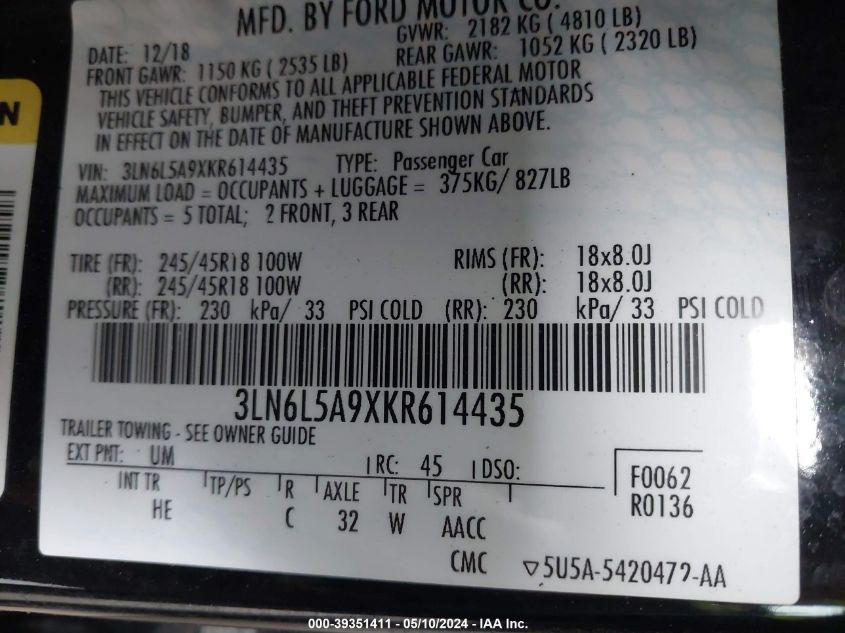 MFD. BY FORD MOTOR CO.
DATE: 12/18 GVWR: 2182 KG ( 4810 LB)
FRONT GAWR: 1150 KG ( 2535 LB) REAR GAWR: 1052 KG ( 2320 LB)
THIS VEHICLE CONFORMS TO ALL APPLICABLE FEDERAL MOTOR
VEHICLE SAFETY, BUMPER, AND THEFT PREVENTION STANDARDS
IN EFFECT ON THE DATE OF MANUFACTURE SHOWN ABOVE.
VIN: 3LN6L5A9XKR614435 TYPE: Passenger Car
MAXIMUM LOAD = OCCUPANTS + LUGGAGE = 375KG/ 827LB
OCCUPANTS = 5 TOTAL; 2 FRONT, 3 REAR
TIRE (FR): 245/45R18 100W RIMS (FR): 18x8.0J
(RR): 245/45R18 100W (RR): 18x8.0J
PRESSURE (FR): 230 kPa/ 33 PSI COLD (RR): 230 kPa/ 33 PSI COLD
3LN6L5A9XKR614435
TRAILER TOWING - SEE OWNER GUIDE
EXT PNT: UM RC: 45 DSO:
INT TR TP/PS R AXLE TR SPR F0062
HE C 32 W AACC R0136
CMC ▽5U5A-5420472-AA
N
000-39351411 - 05/10/2024 - IAA Inc.